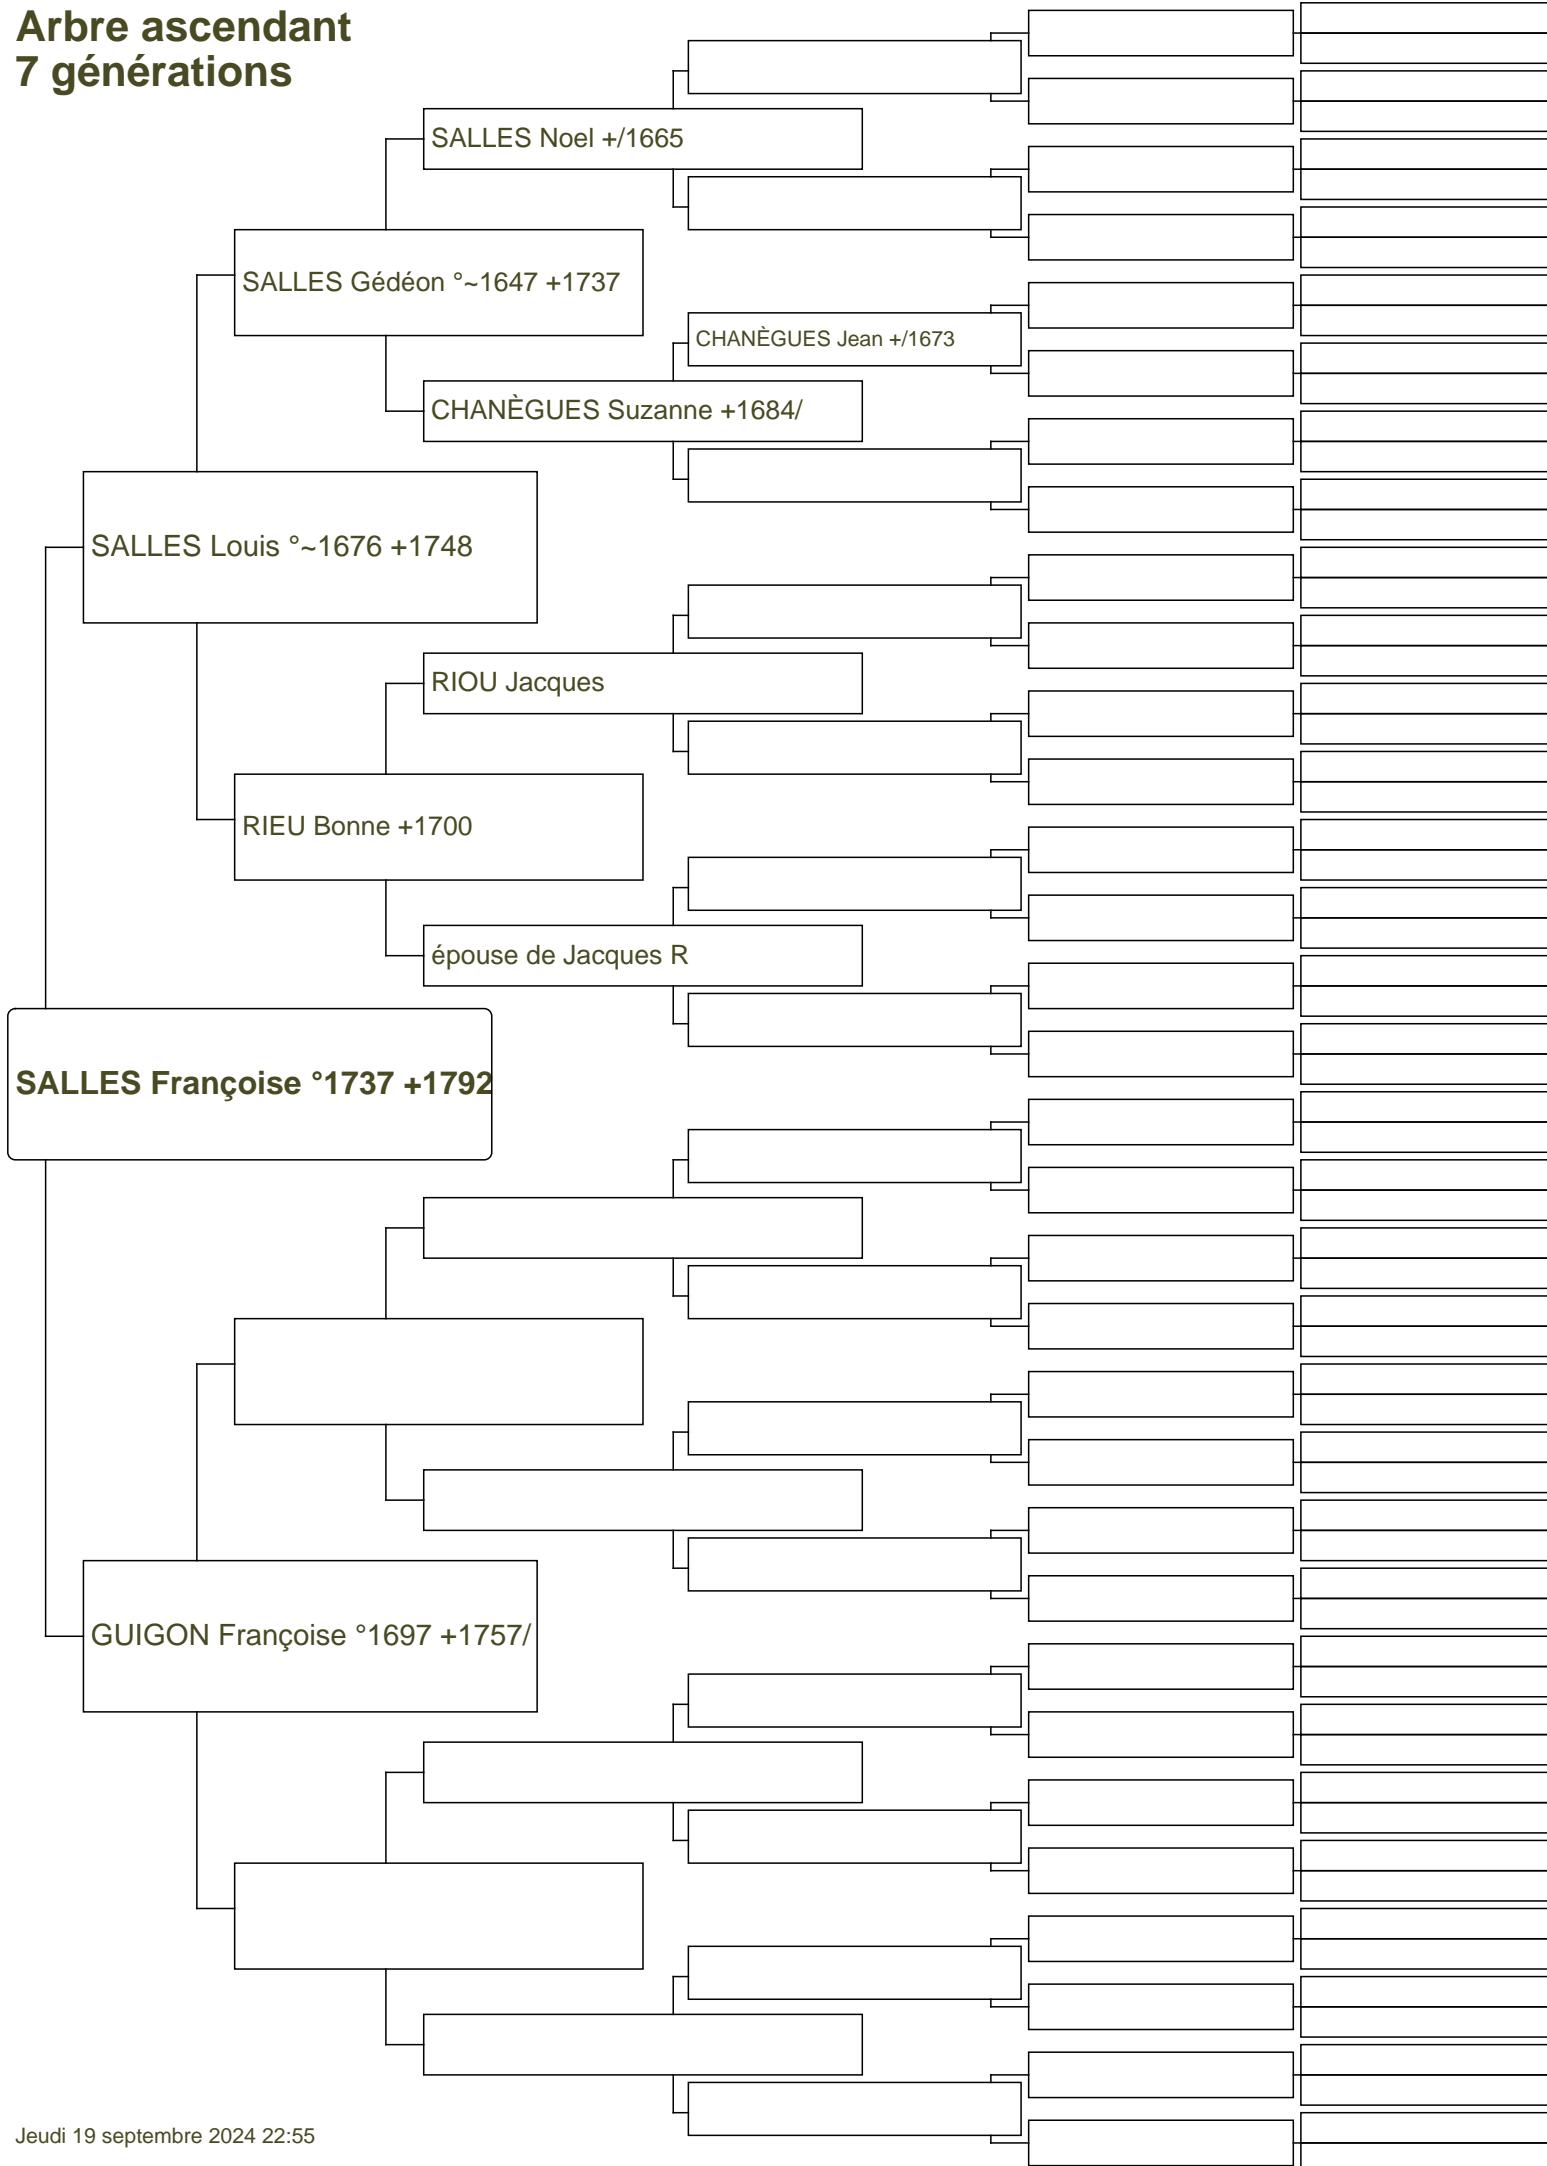 Arbre ascendant
7 générations
SALLES Noel +/1665
SALLES Gédéon °~1647 +1737
CHANÈGUES Jean +/1673
CHANÈGUES Suzanne +1684/
SALLES Louis °~1676 +1748
RIOU Jacques
RIEU Bonne +1700
épouse de Jacques R
SALLES Françoise °1737 +1792
GUIGON Françoise °1697 +1757/
Jeudi 19 septembre 2024 22:55